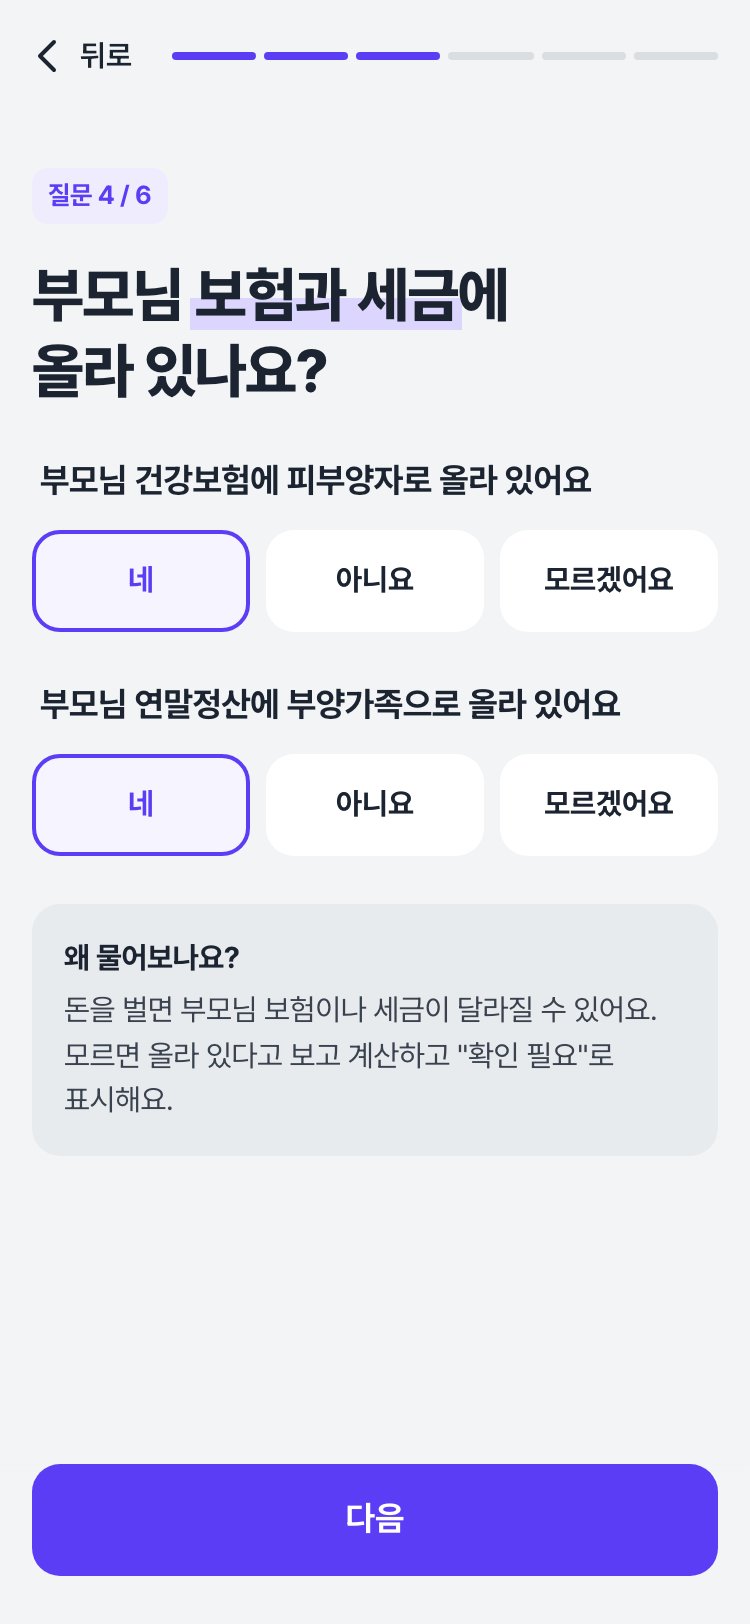 뒤로
질문 4 / 6
부모님 보험과 세금에
올라 있나요?
부모님 건강보험에 피부양자로 올라 있어요
네
아니요
모르겠어요
부모님 연말정산에 부양가족으로 올라 있어요
네
아니요
모르겠어요
왜 물어보나요?
돈을 벌면 부모님 보험이나 세금이 달라질 수 있어요.
모르면 올라 있다고 보고 계산하고 "확인 필요"로
표시해요.
다음